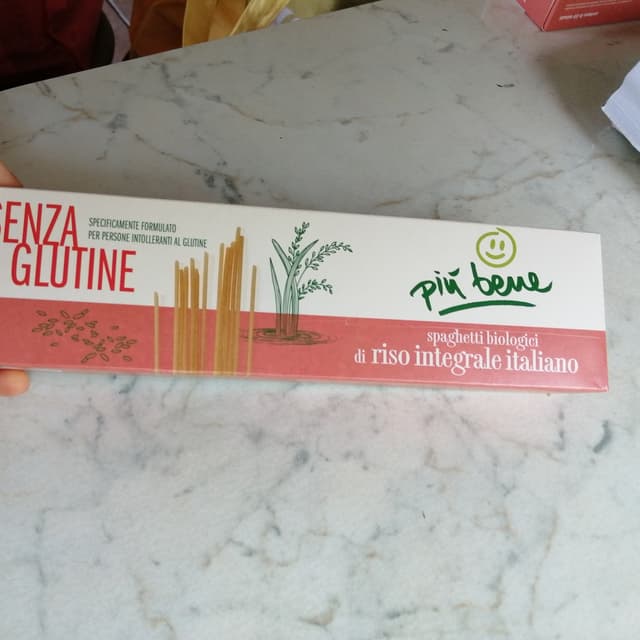 SENZA
GLUTINE
SPECIFICAMENTE FORMULATO
PER PERSONE INTOLLERANTI AL GLUTINE
più bene
spaghetti biologici
di riso integrale italiano